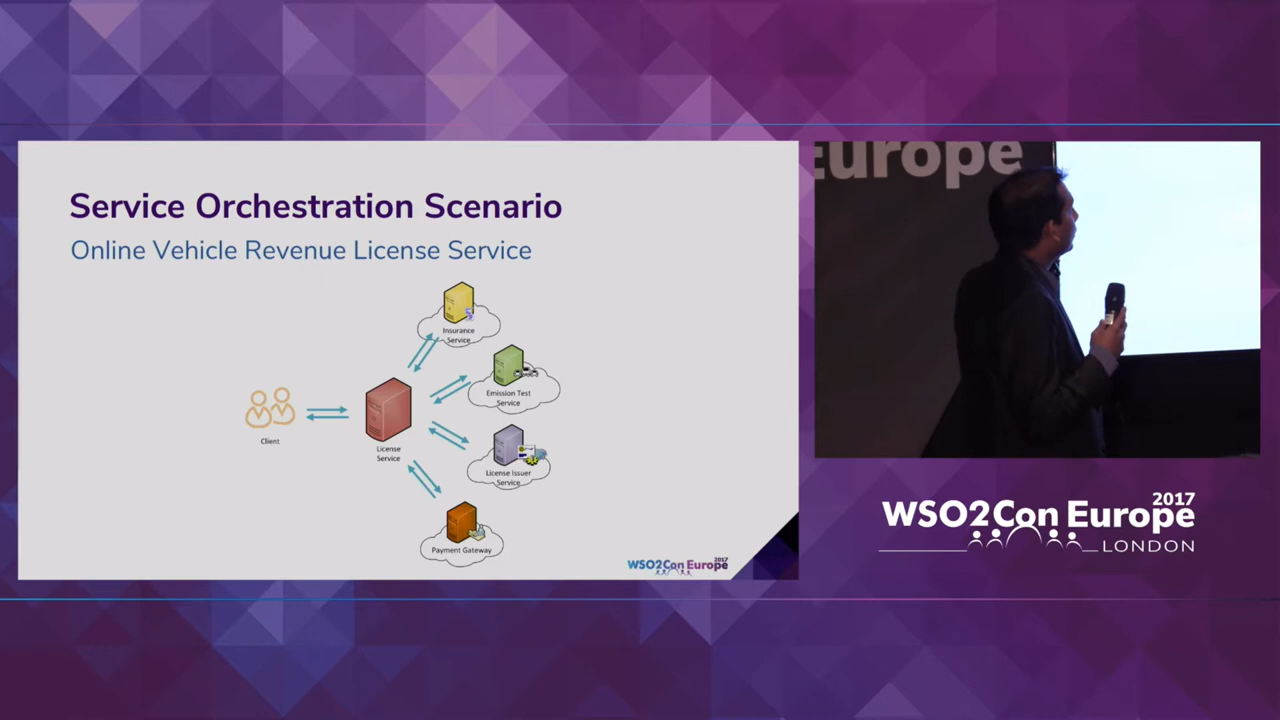 Service Orchestration Scenario
Online Vehicle Revenue License Service
Insurance
Service
Emission Test
Service
Client
License
Service
License Issuer
Service
Payment Gateway
WSO2Con Europe 2017
Europe
WSO2Con Europe 2017
LONDON